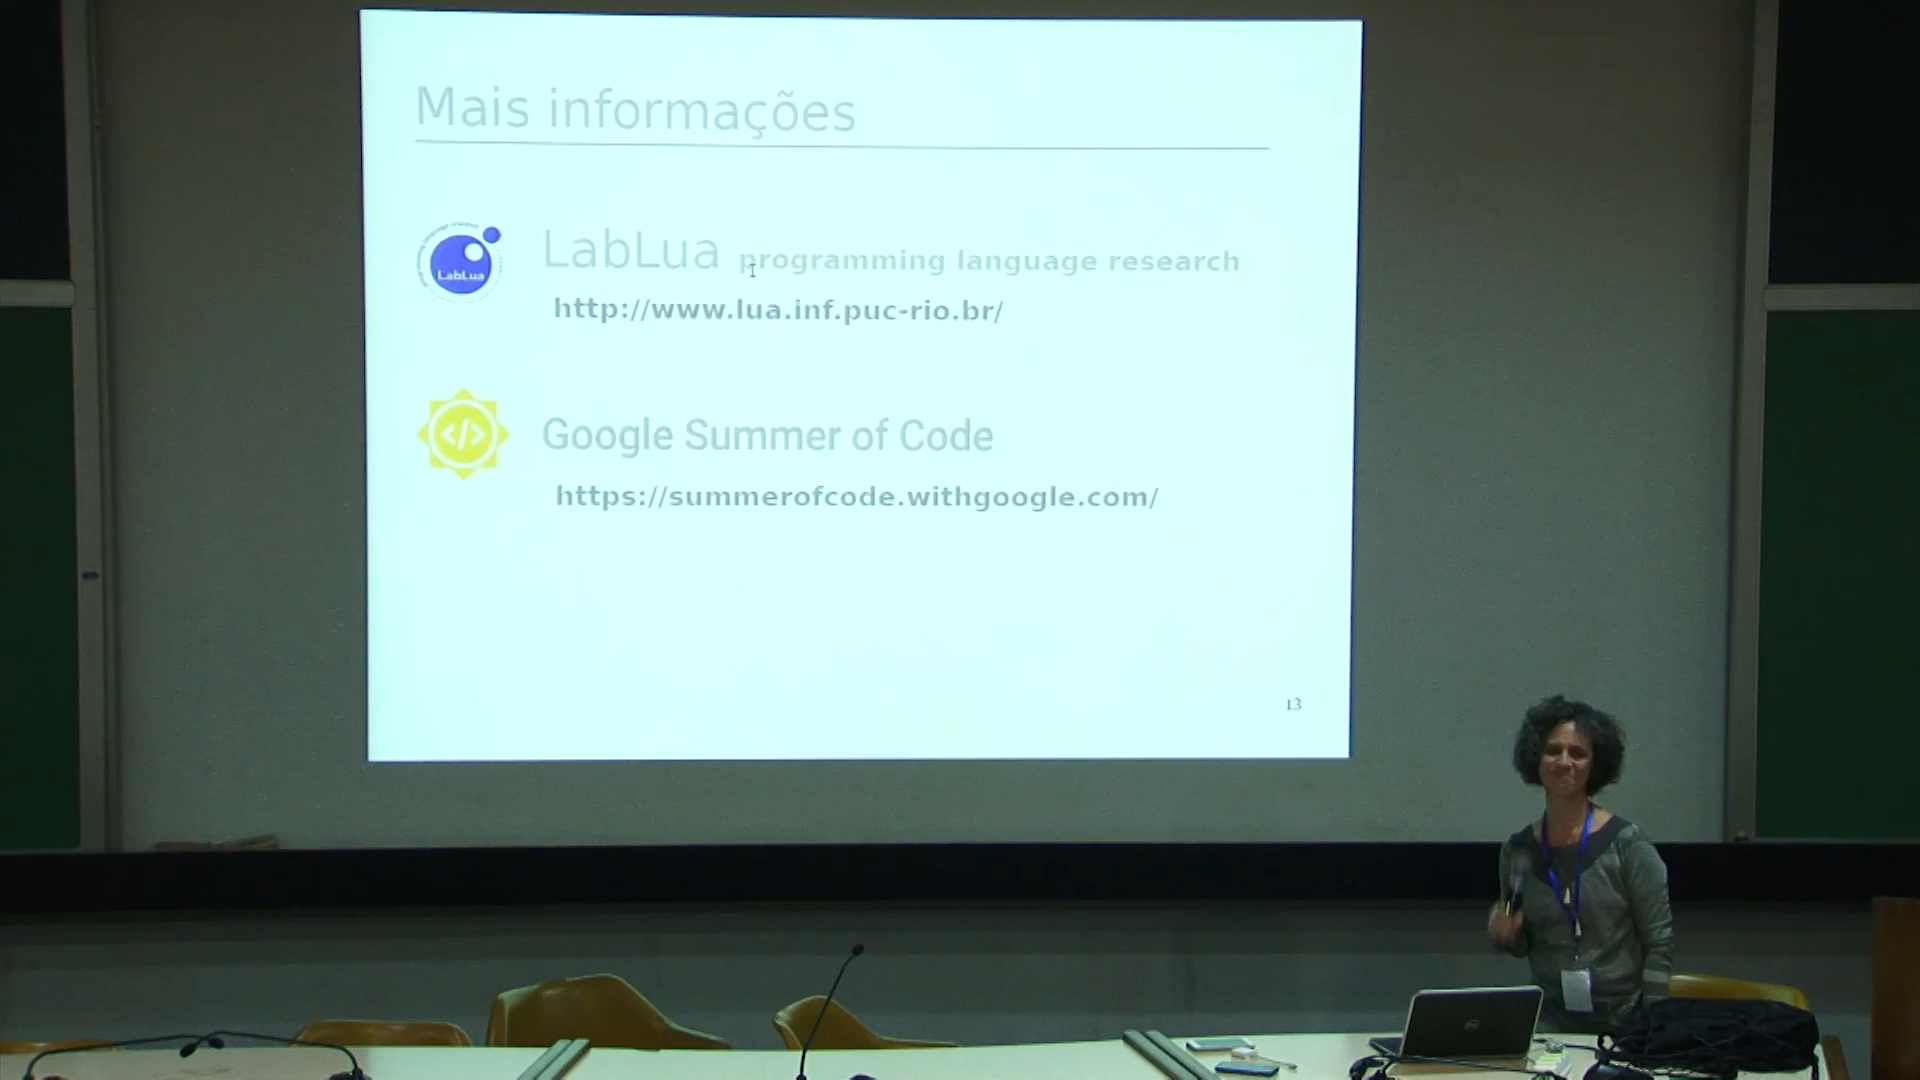 Mais informações
LabLua
LabLua programming language research
http://www.lua.inf.puc-rio.br/
Google Summer of Code
https://summerofcode.withgoogle.com/
13